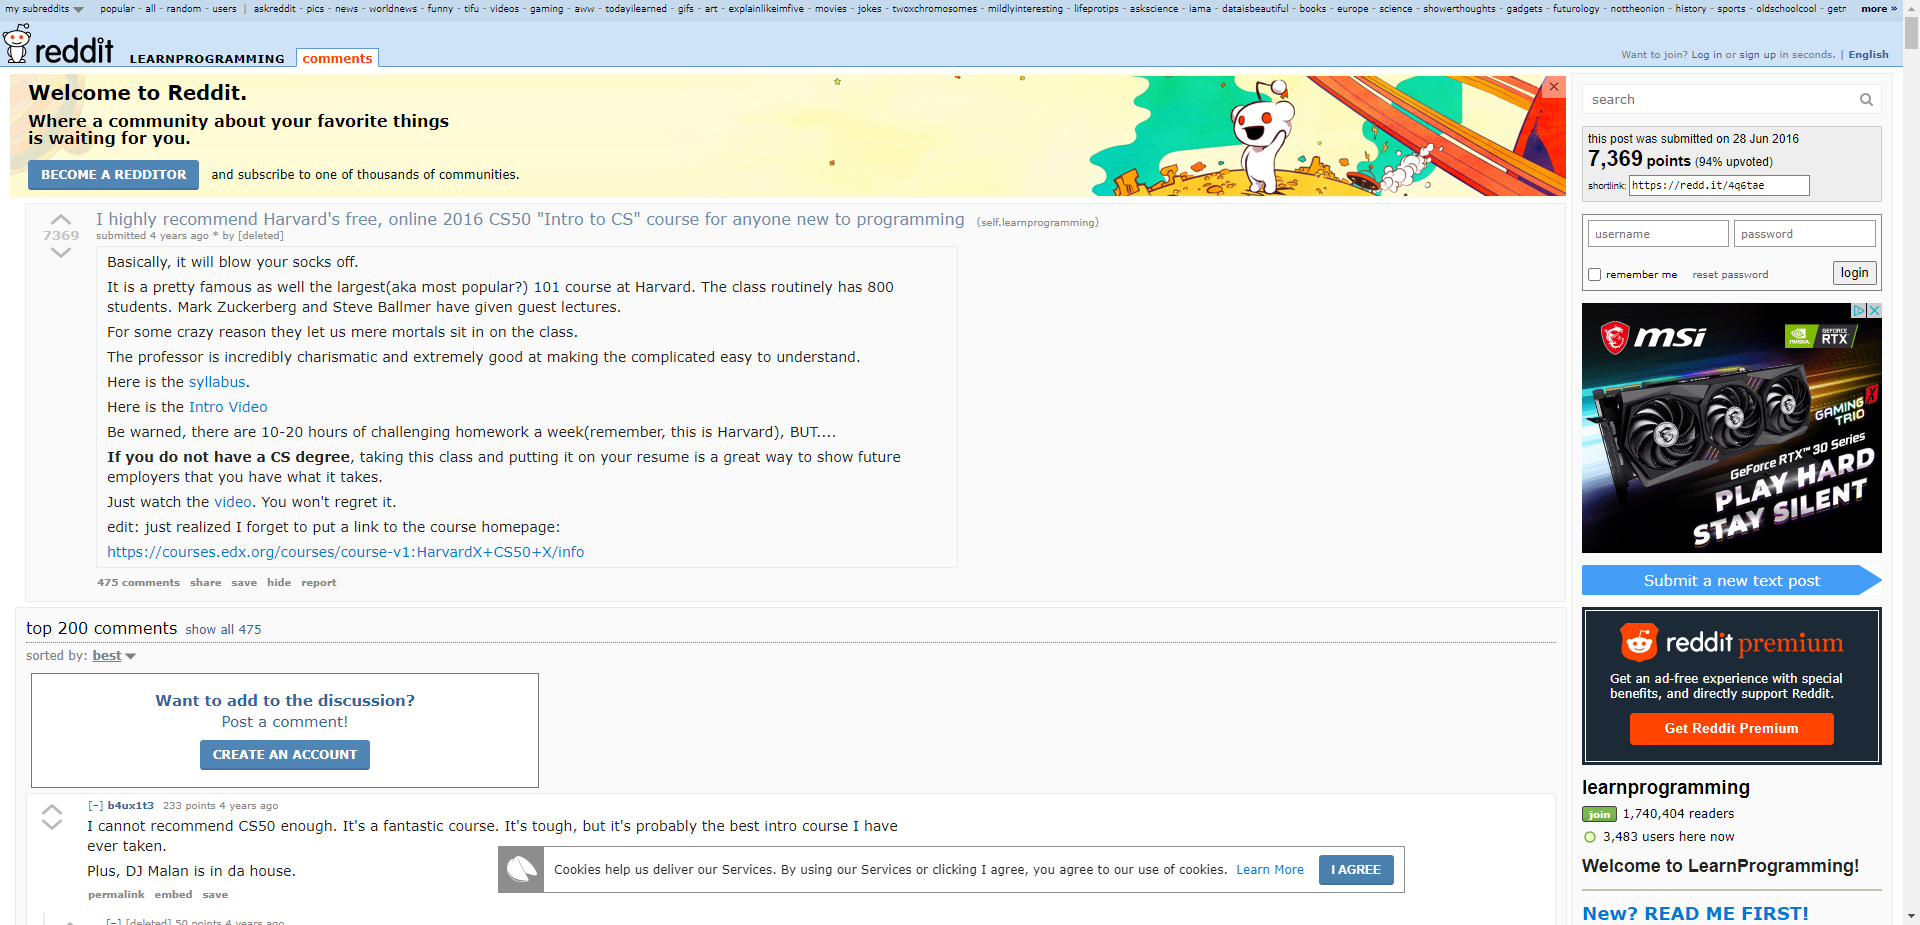 my subreddits popular - all - random - users | askreddit - pics - news - worldnews - funny - tifu - videos - gaming - aww - todayilearned - gifs - art - explainlikeimfive - movies - jokes - twoxchromosomes - mildlyinteresting - lifeprotips - askscience - iama - dataisbeautiful - books - europe - science - showerthoughts - gadgets - futurology - nottheonion - history - sports - oldschoolcool - getm more »
reddit LEARNPROGRAMMING comments
Want to join? Log in or sign up in seconds. | English
Welcome to Reddit.
Where a community about your favorite things
is waiting for you.
BECOME A REDDITOR and subscribe to one of thousands of communities.
7369
I highly recommend Harvard's free, online 2016 CS50 "Intro to CS" course for anyone new to programming (self.learnprogramming)
submitted 4 years ago * by [deleted]
Basically, it will blow your socks off.
It is a pretty famous as well the largest(aka most popular?) 101 course at Harvard. The class routinely has 800
students. Mark Zuckerberg and Steve Ballmer have given guest lectures.
For some crazy reason they let us mere mortals sit in on the class.
The professor is incredibly charismatic and extremely good at making the complicated easy to understand.
Here is the syllabus.
Here is the Intro Video
Be warned, there are 10-20 hours of challenging homework a week(remember, this is Harvard), BUT....
If you do not have a CS degree, taking this class and putting it on your resume is a great way to show future
employers that you have what it takes.
Just watch the video. You won't regret it.
edit: just realized I forget to put a link to the course homepage:
https://courses.edx.org/courses/course-v1:HarvardX+CS50+X/info
475 comments share save hide report
top 200 comments show all 475
sorted by: best
Want to add to the discussion?
Post a comment!
CREATE AN ACCOUNT
[–] b4ux1t3 233 points 4 years ago
I cannot recommend CS50 enough. It's a fantastic course. It's tough, but it's probably the best intro course I have
ever taken.
Plus, DJ Malan is in da house.
permalink embed save
[–] [deleted] 50 points 4 years ago
Cookies help us deliver our Services. By using our Services or clicking I agree, you agree to our use of cookies. Learn More I AGREE
search
this post was submitted on 28 Jun 2016
7,369 points (94% upvoted)
shortlink: https://redd.it/4q6tae
username password
remember me reset password login
msi NVIDIA GEFORCE RTX
GAMING X
TRIO
GeForce RTX™ 30 Series
PLAY HARD
STAY SILENT
Submit a new text post
reddit premium
Get an ad-free experience with special
benefits, and directly support Reddit.
Get Reddit Premium
learnprogramming
join 1,740,404 readers
3,483 users here now
Welcome to LearnProgramming!
New? READ ME FIRST!